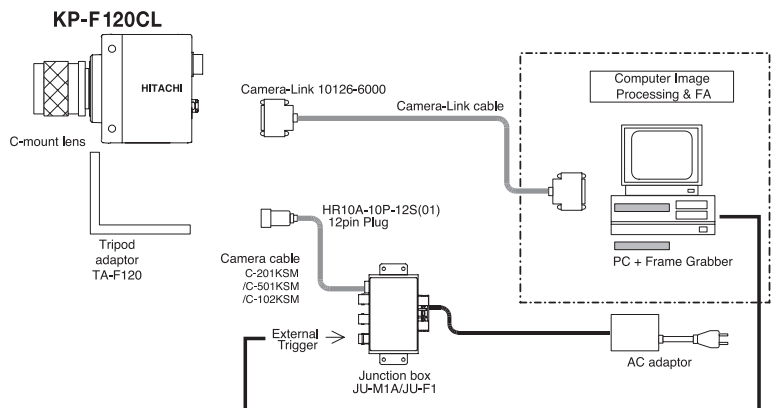 KP-F120CL
HITACHI
C-mount lens
Tripod
adaptor
TA-F120
Camera-Link 10126-6000
Camera-Link cable
Computer Image
Processing & FA
PC + Frame Grabber
HR10A-10P-12S(01)
12pin Plug
Camera cable
C-201KSM
/C-501KSM
/C-102KSM
External
Trigger
Junction box
JU-M1A/JU-F1
AC adaptor